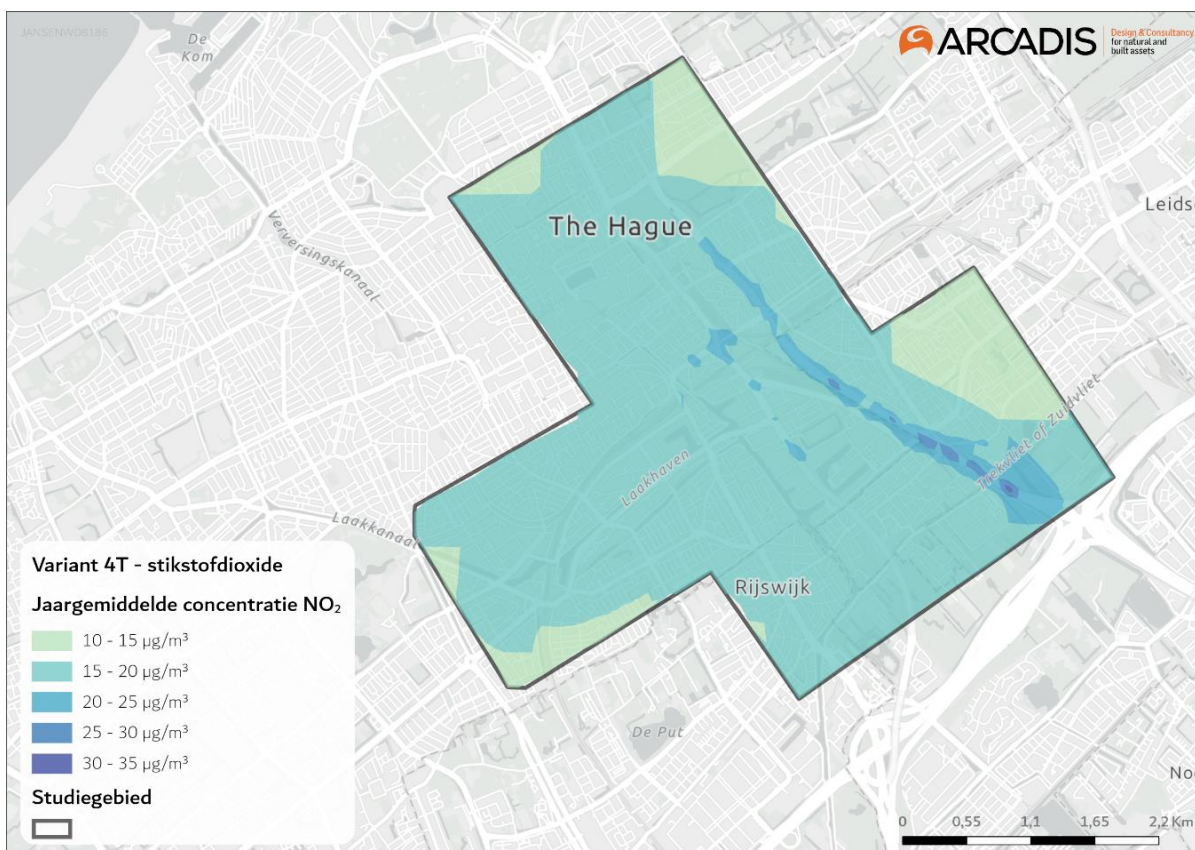 JANSENWDB186
De
Kom
ARCADIS
Design & Consultancy
for natural and
built assets
Leids
Verversingskanaal
The Hague
Trekvliet of Zuidvliet
Laakhaven
Laakkanaal
Rijswijk
De Put
No
Variant 4T - stikstofdioxide
Jaargemiddelde concentratie NO₂
10 - 15 µg/m³
15 - 20 µg/m³
20 - 25 µg/m³
25 - 30 µg/m³
30 - 35 µg/m³
Studiegebied
0 0,55 1,1 1,65 2,2 Km